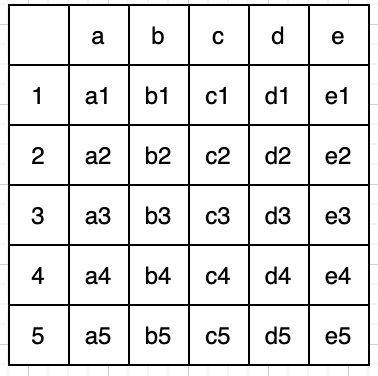 a b c d e
1 a1 b1 c1 d1 e1
2 a2 b2 c2 d2 e2
3 a3 b3 c3 d3 e3
4 a4 b4 c4 d4 e4
5 a5 b5 c5 d5 e5